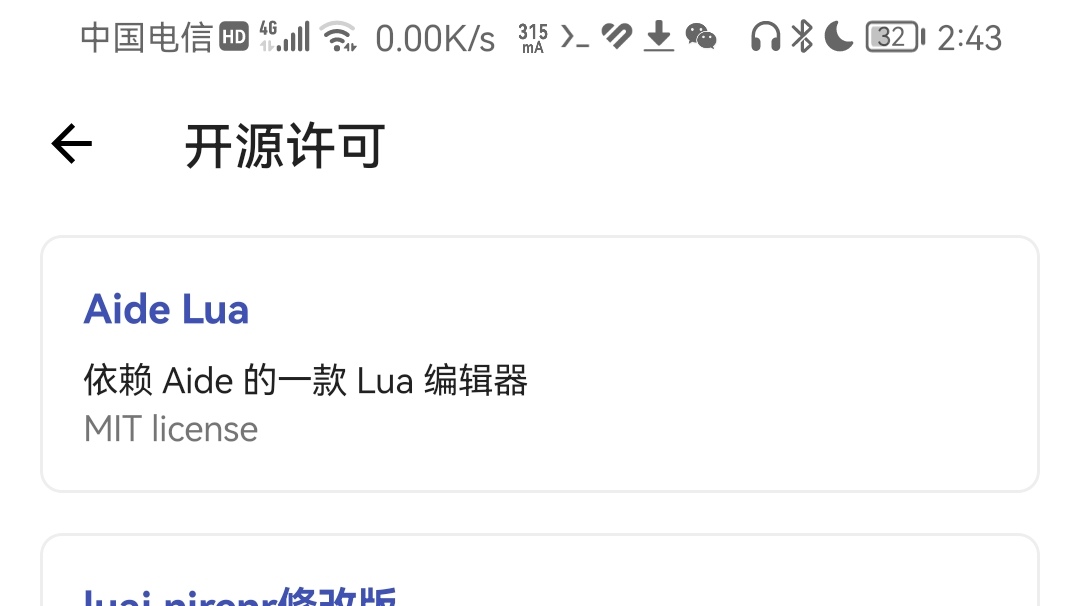 中国电信 HD 4G 0.00K/s 315 mA 32 2:43
开源许可
Aide Lua
依赖 Aide 的一款 Lua 编辑器
MIT license
修改版